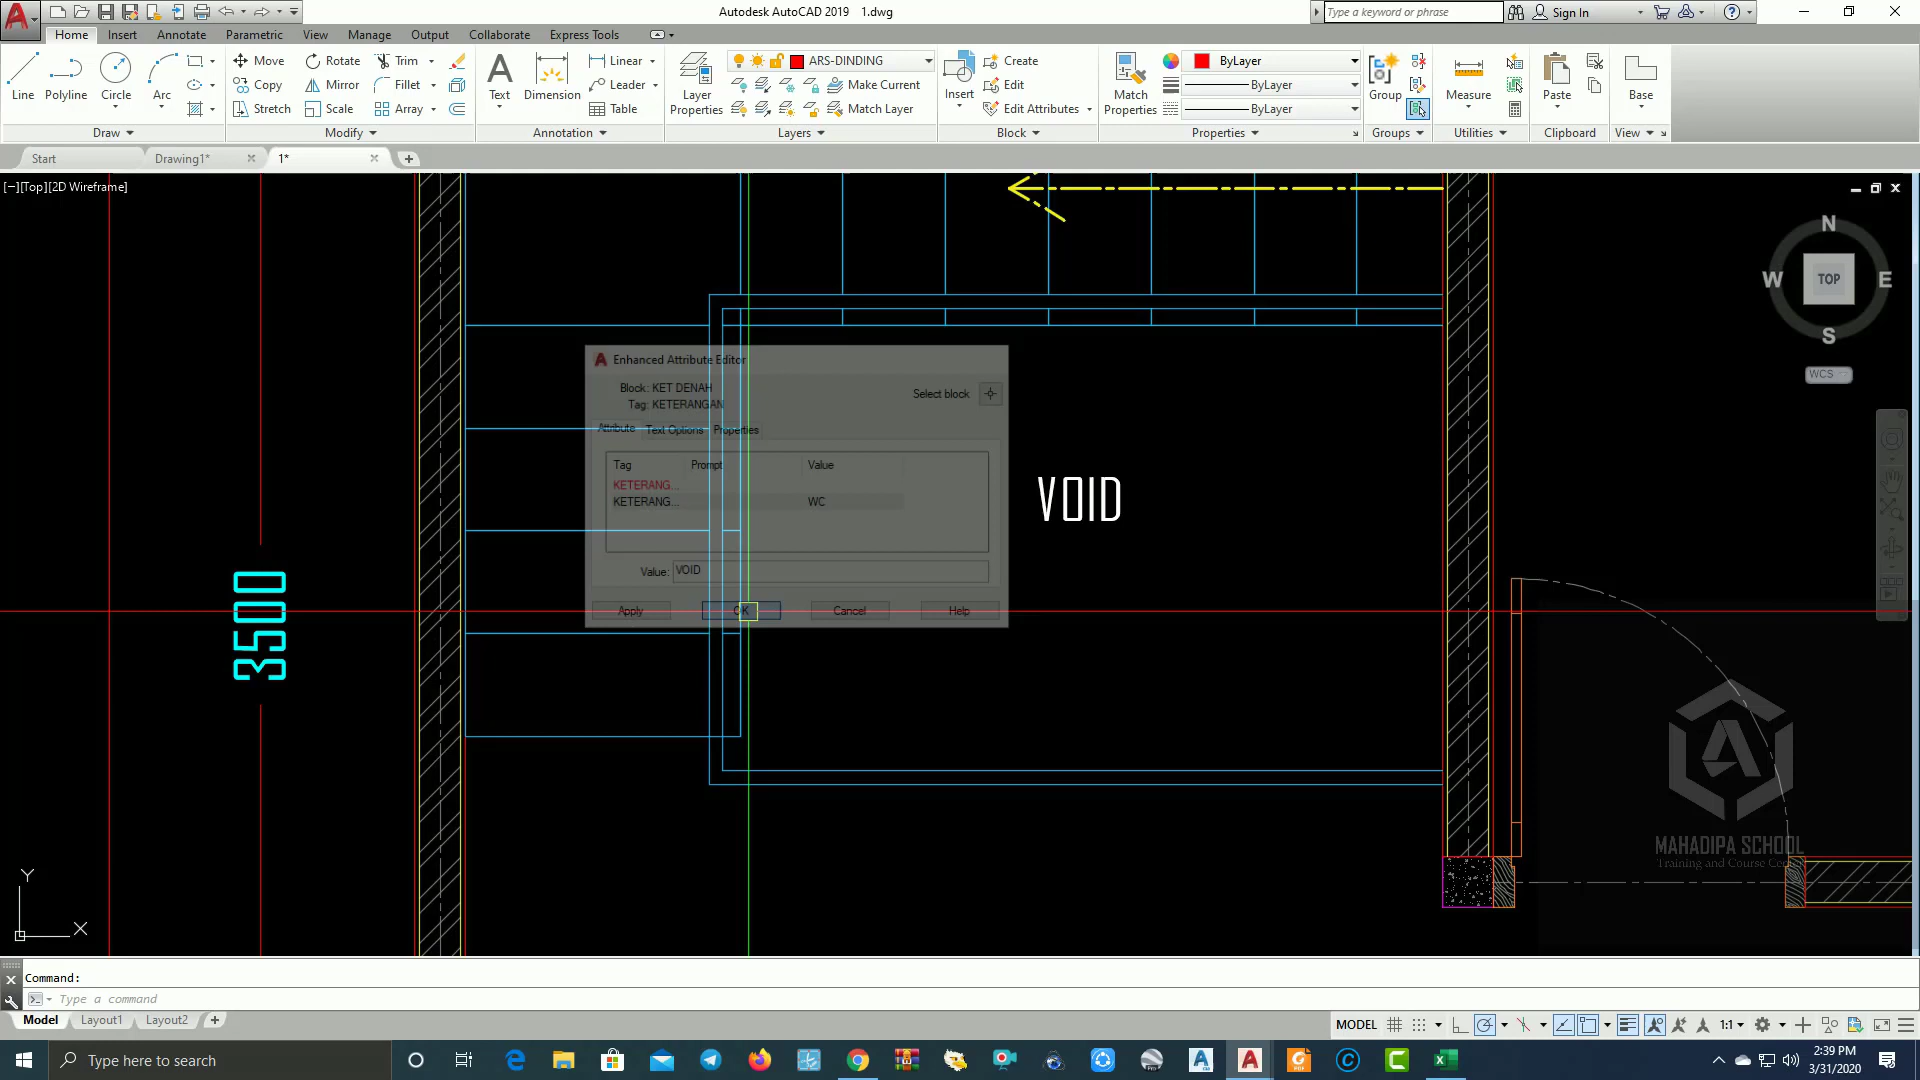 Autodesk AutoCAD 2019 1.dwg
Type a keyword or phrase
Sign In
Home Insert Annotate Parametric View Manage Output Collaborate Express Tools
Line Polyline Circle Arc
Move Rotate Trim
Copy Mirror Fillet
Stretch Scale Array
Text Dimension
Linear
Leader
Table
Layer Properties
ARS-DINDING
Make Current
Match Layer
Insert
Create
Edit
Edit Attributes
Match Properties
ByLayer
ByLayer
ByLayer
Group
Measure
Paste
Base
Draw Modify Annotation Layers Block Properties Groups Utilities Clipboard View
Start Drawing1* 1*
[−][Top][2D Wireframe]
N
W TOP E
S
WCS
Enhanced Attribute Editor
Block: KET DENAH
Tag: KETERANGAN
Select block
Attribute Text Options Properties
Tag Prompt Value
KETERANG...
KETERANG... WC
Value: VOID
Apply OK Cancel Help
VOID
3500
MAHADIPA SCHOOL
Training and Course Center
Y
X
Command:
Type a command
Model Layout1 Layout2
MODEL 1:1
Type here to search
2:39 PM
3/31/2020